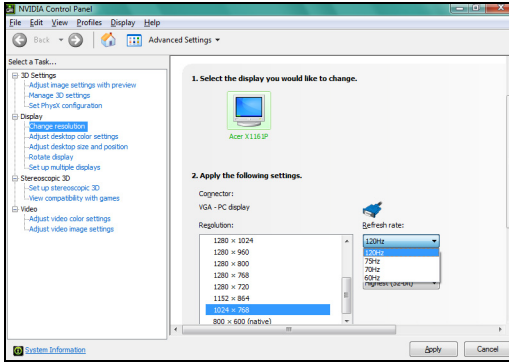 NVIDIA Control Panel
File Edit View Profiles Display Help
Back Advanced Settings
Select a Task...
3D Settings
Adjust image settings with preview
Manage 3D settings
Set PhysX configuration
Display
Change resolution
Adjust desktop color settings
Adjust desktop size and position
Rotate display
Set up multiple displays
Stereoscopic 3D
Set up stereoscopic 3D
View compatibility with games
Video
Adjust video color settings
Adjust video image settings
1. Select the display you would like to change.
Acer X1161P
2. Apply the following settings.
Connector:
VGA - PC display
Resolution:
Refresh rate:
1280 × 1024
1280 × 960
1280 × 800
1280 × 768
1280 × 720
1152 × 864
1024 × 768
800 × 600 (native)
120Hz
120Hz
75Hz
70Hz
60Hz
Highest (32-bit)
System Information
Apply
Cancel